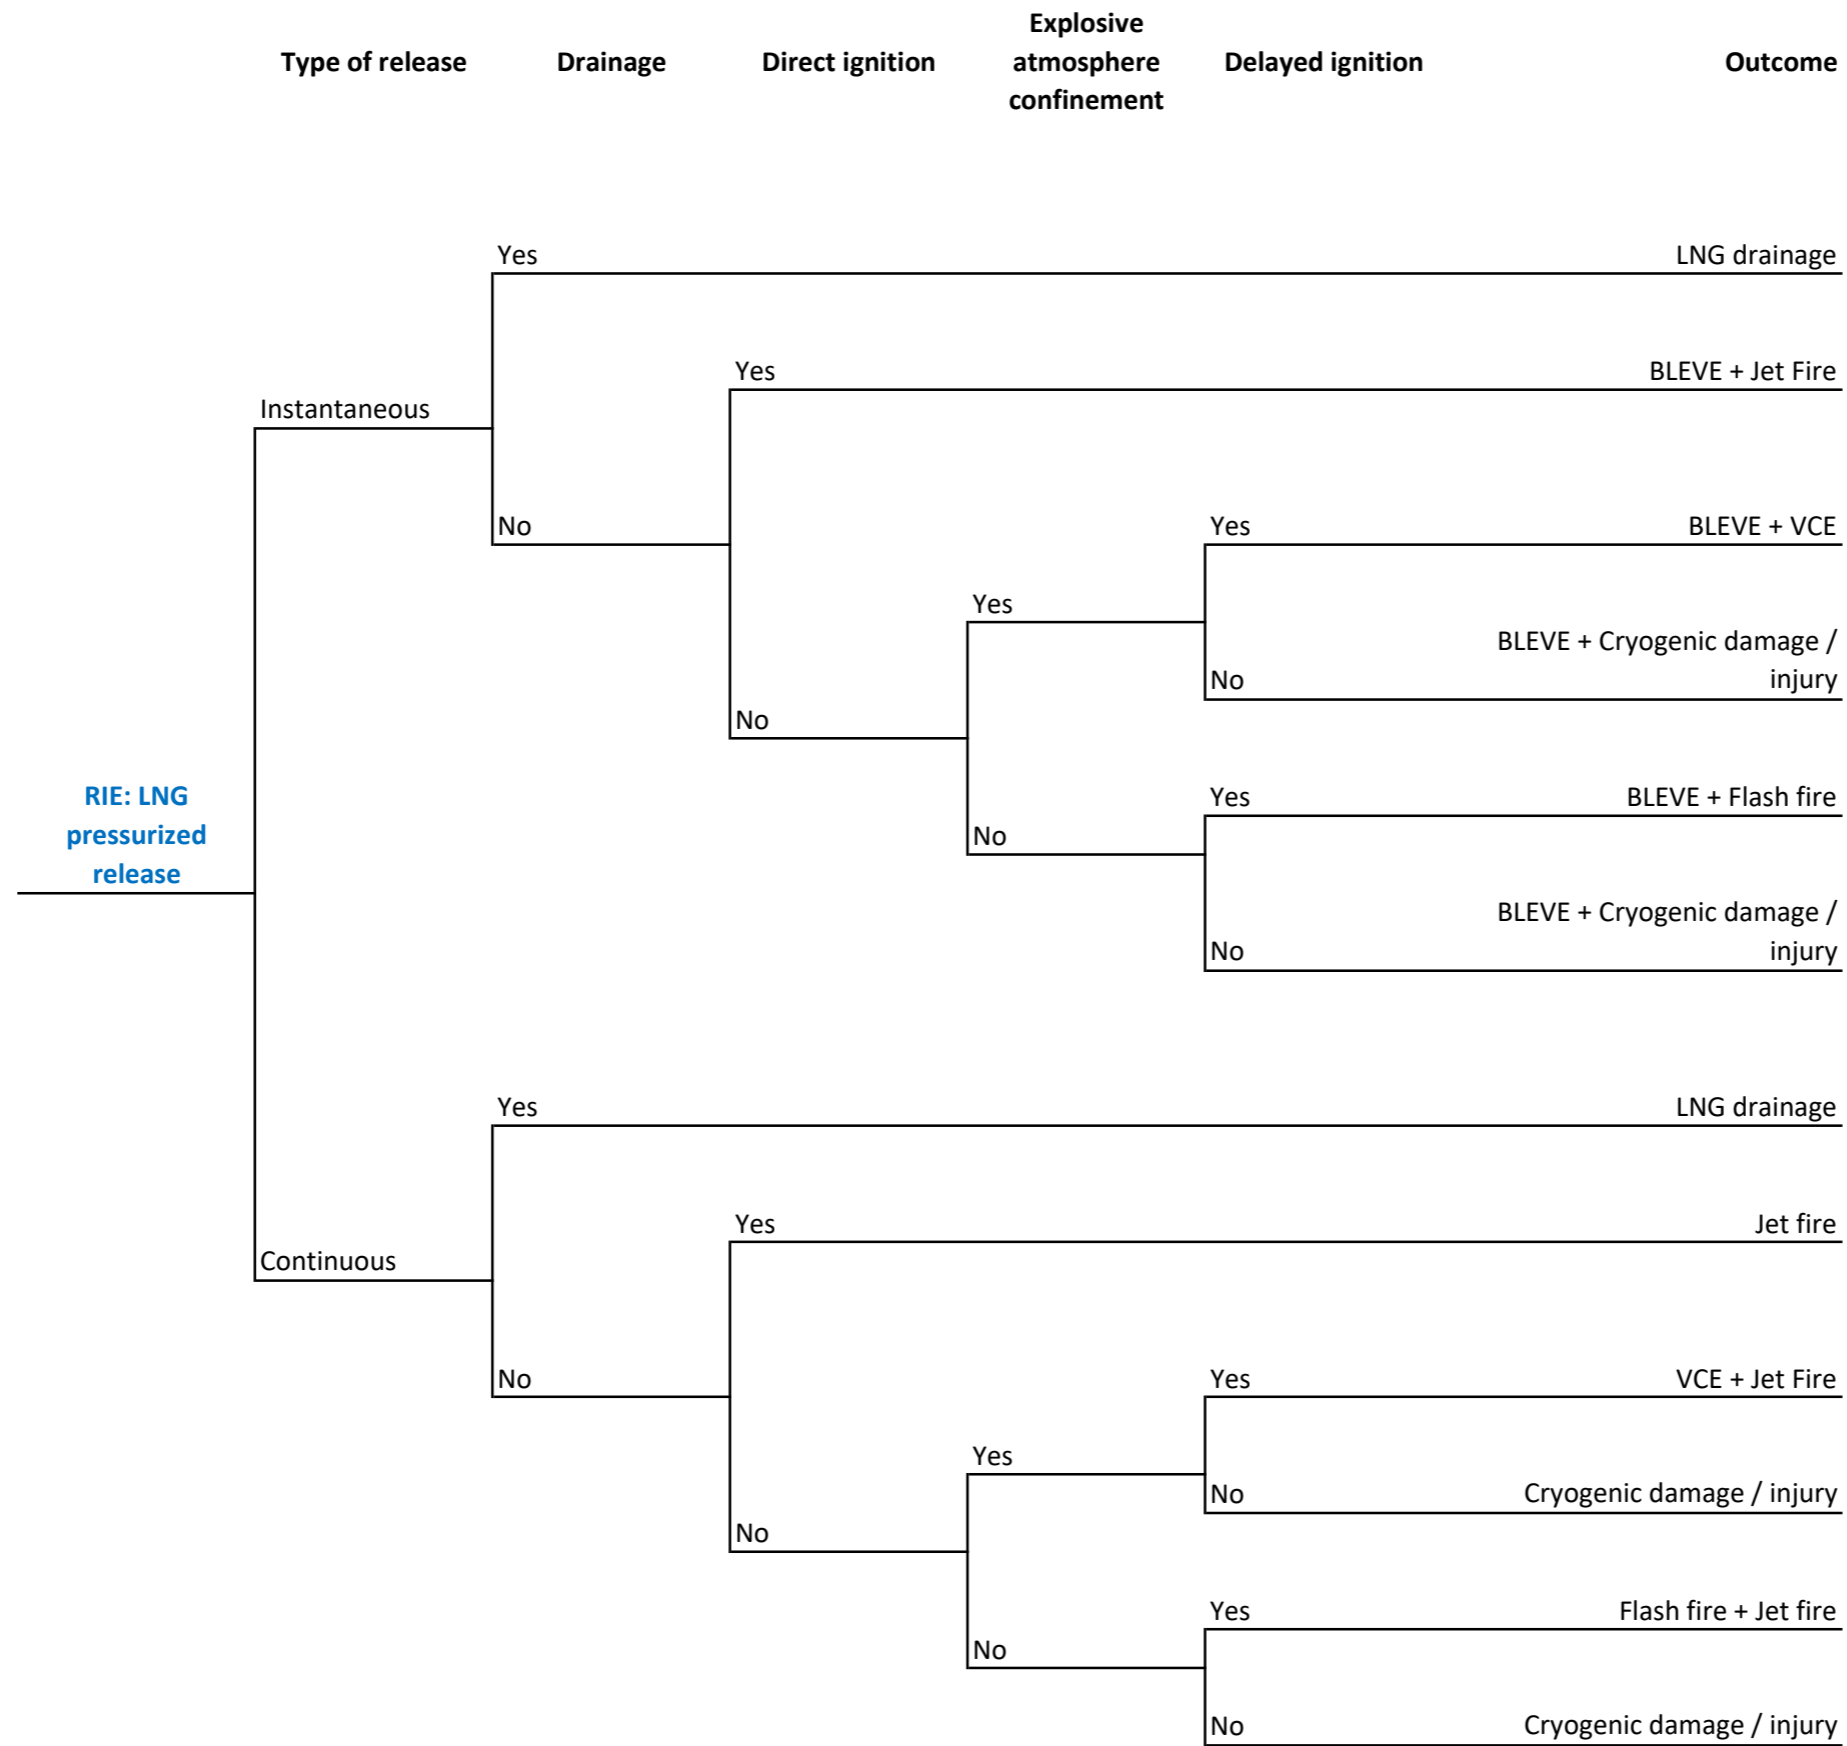 Type of release
Drainage
Direct ignition
Explosive
atmosphere
confinement
Delayed ignition
Outcome
Yes
LNG drainage
Yes
BLEVE + Jet Fire
Instantaneous
No
Yes
BLEVE + VCE
Yes
BLEVE + Cryogenic damage /
injury
No
No
RIE: LNG
pressurized
release
Yes
BLEVE + Flash fire
No
BLEVE + Cryogenic damage /
injury
No
Yes
LNG drainage
Yes
Jet fire
Continuous
No
Yes
VCE + Jet Fire
Yes
No
Cryogenic damage / injury
No
Yes
Flash fire + Jet fire
No
No
Cryogenic damage / injury